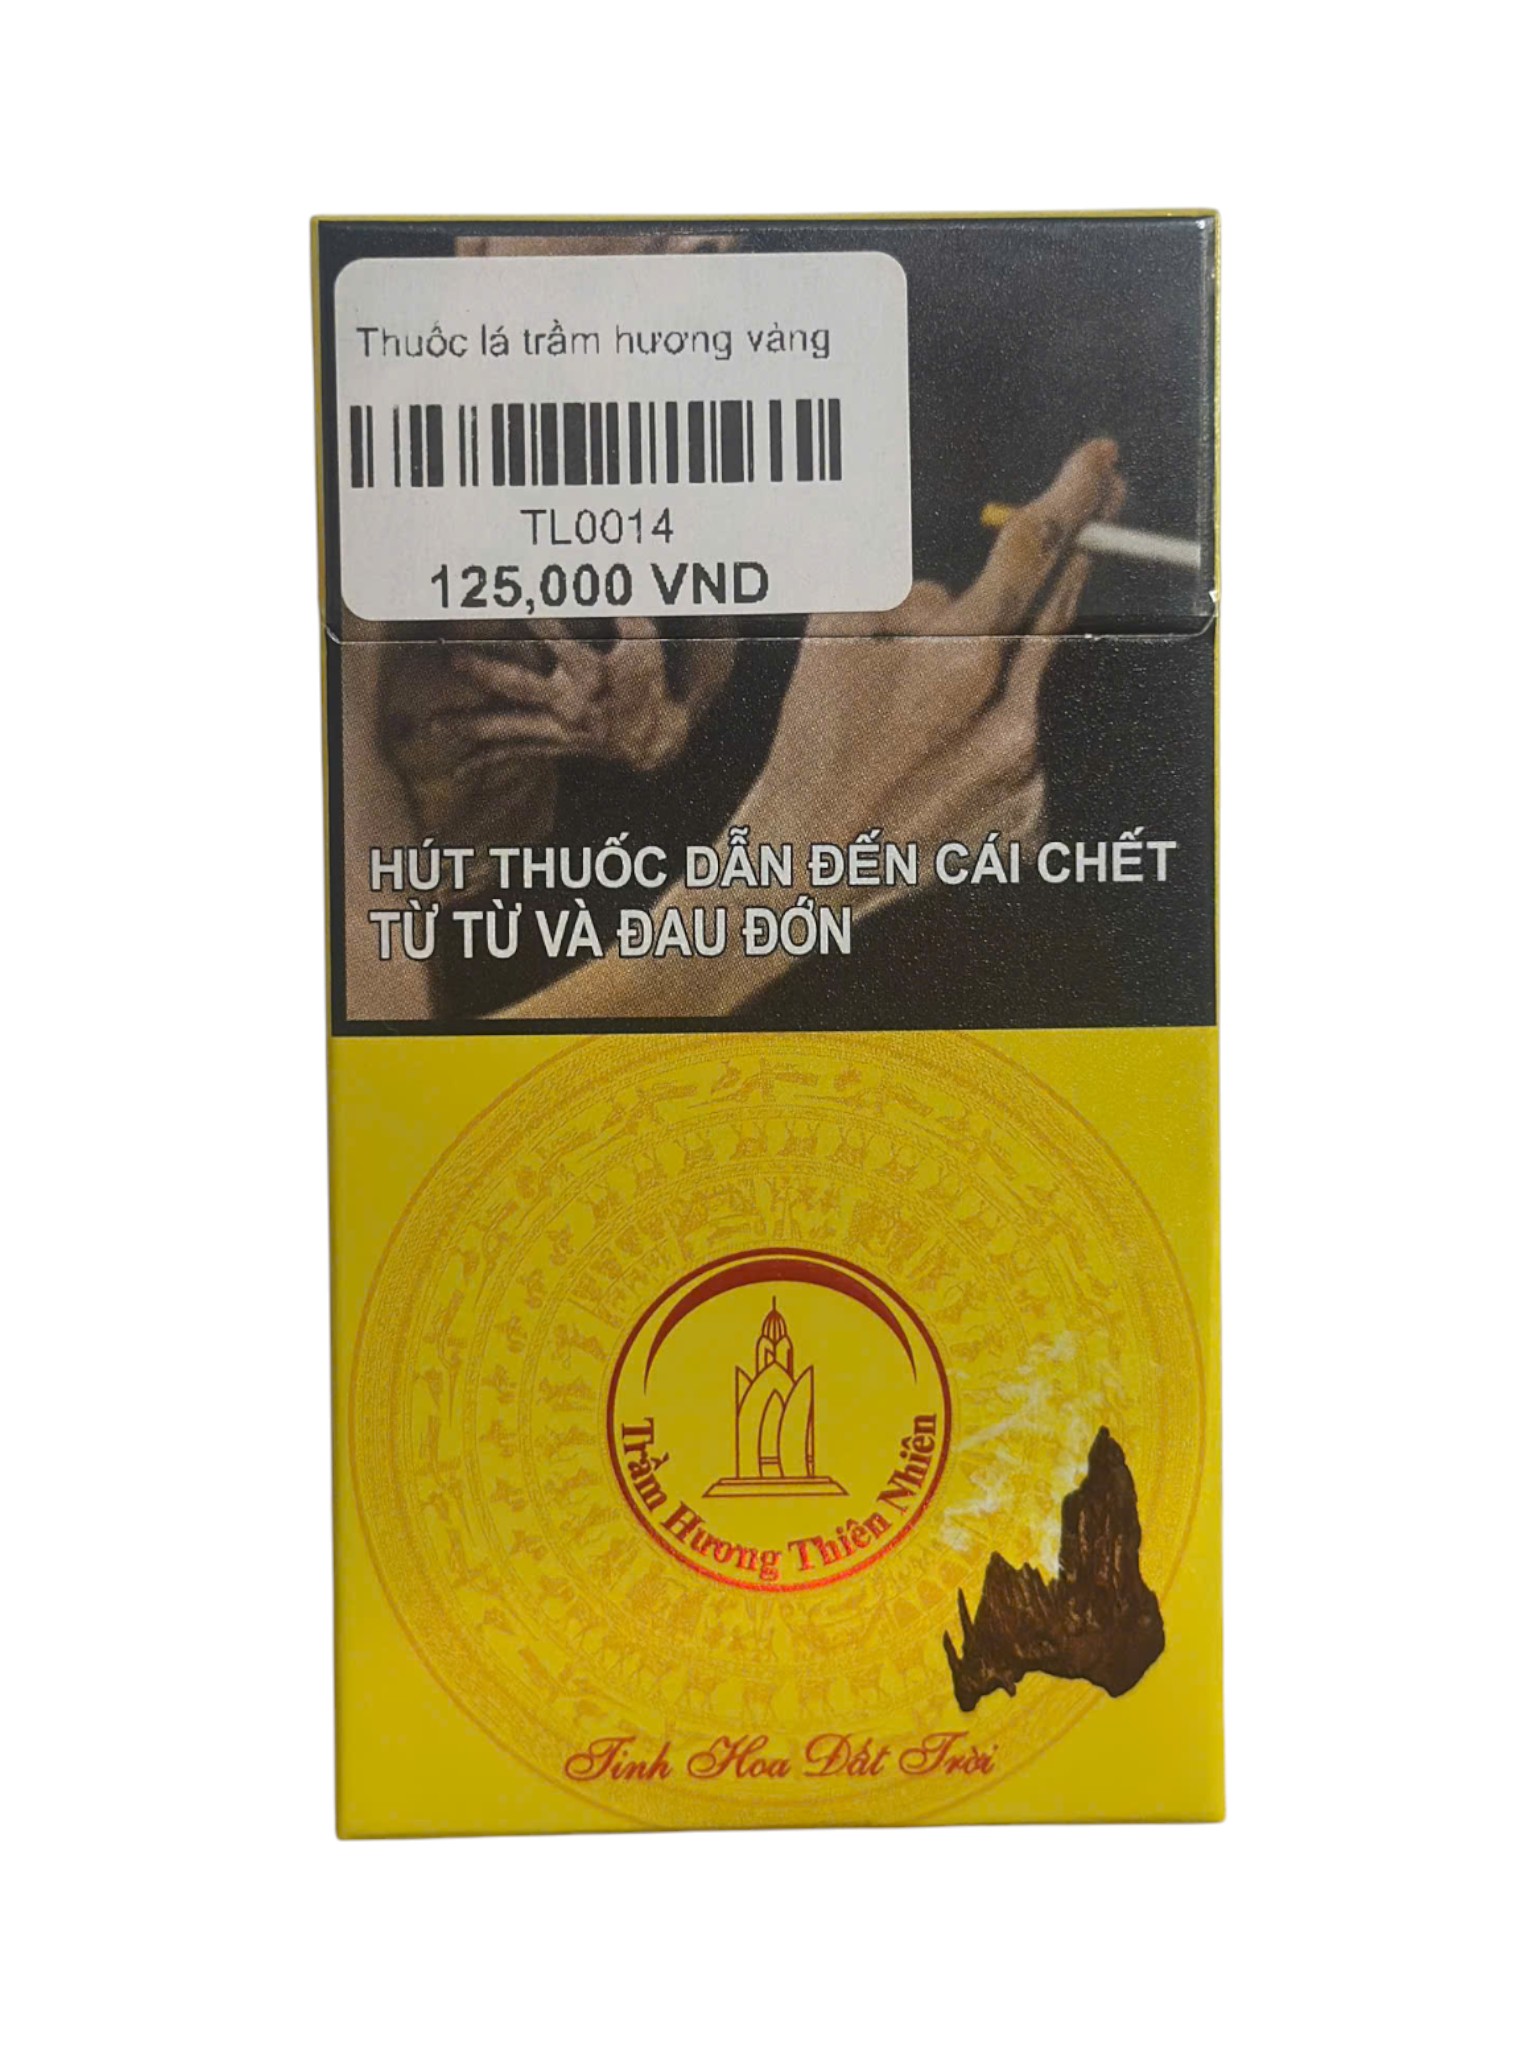 Thuốc lá trầm hương vàng
TL0014
125,000 VND
HÚT THUỐC DẪN ĐẾN CÁI CHẾT
TỪ TỪ VÀ ĐAU ĐỚN
Trầm Hương Thiên Nhiên
Tinh Hoa Đất Trời